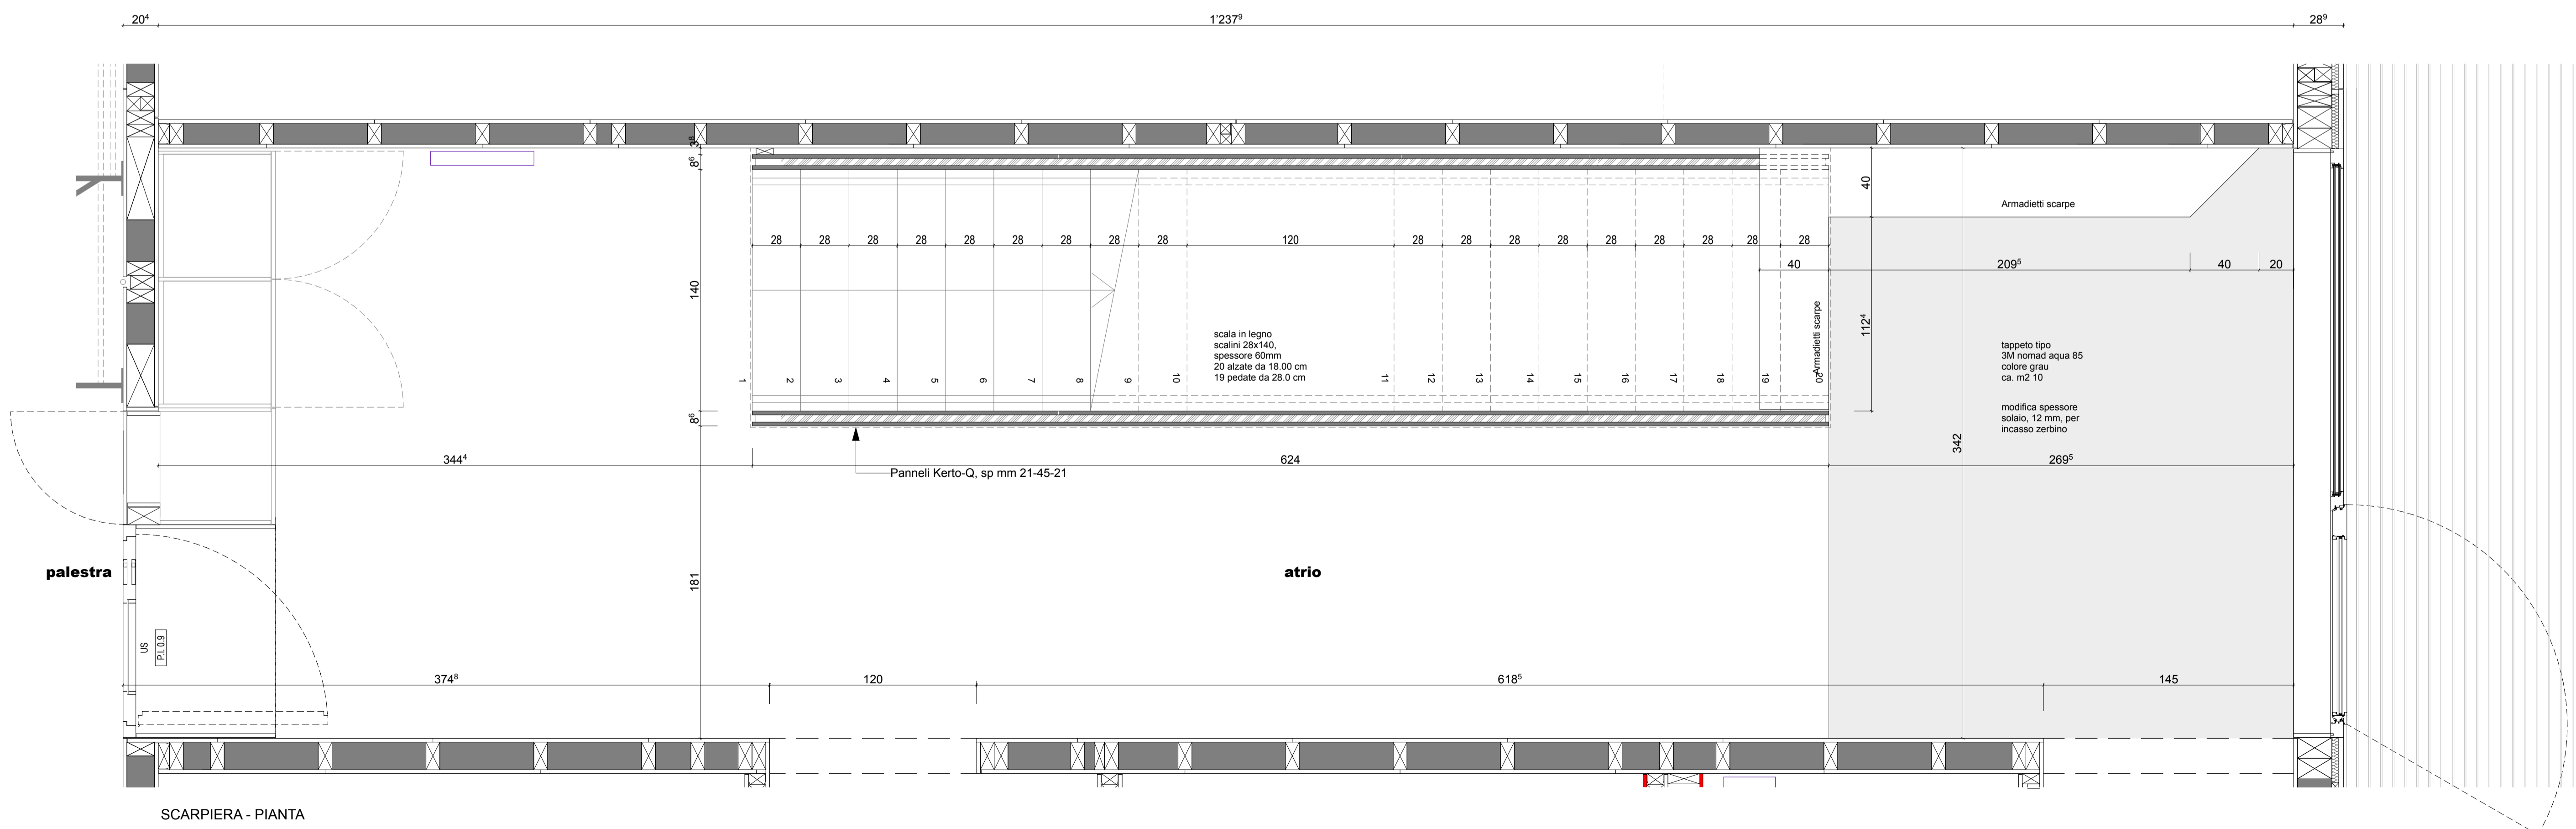 20⁴ 1'237⁹ 28⁹
3⁸
8⁶
140
8⁶
181
28 28 28 28 28 28 28 28 28 120 28 28 28 28 28 28 28 28 28
40
Armadietti scarpe
40 209⁵ 40 20
112⁴
Armadietti scarpe
scala in legno
scalini 28x140,
spessore 60mm
20 alzate da 18.00 cm
19 pedate da 28.0 cm
tappeto tipo
3M nomad aqua 85
colore grau
ca. m2 10
modifica spessore
solaio, 12 mm, per
incasso zerbino
1 2 3 4 5 6 7 8 9 10 11 12 13 14 15 16 17 18 19 20
342
344⁴ 624 269⁵
Panneli Kerto-Q, sp mm 21-45-21
palestra
atrio
US
P.I. 0.9
374⁸ 120 618⁵ 145
SCARPIERA - PIANTA